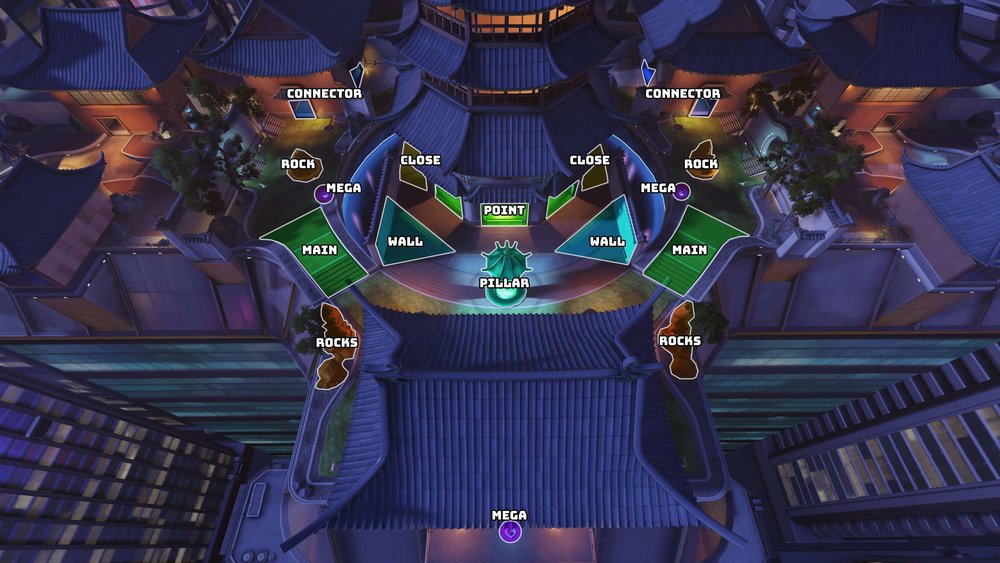 CONNECTOR
CONNECTOR
CLOSE
CLOSE
ROCK
ROCK
MEGA
MEGA
POINT
WALL
WALL
MAIN
MAIN
PILLAR
ROCKS
ROCKS
MEGA